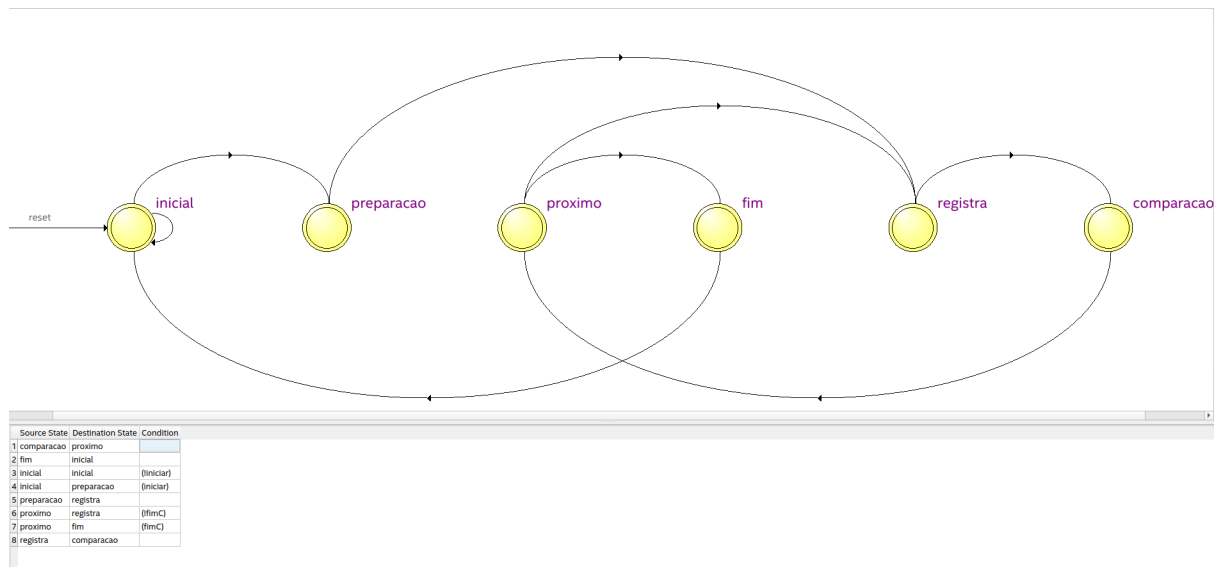 reset
inicial preparacao proximo fim registra comparacao
Source State Destination State Condition
1 comparacao proximo
2 fim inicial
3 inicial inicial (!iniciar)
4 inicial preparacao (iniciar)
5 preparacao registra
6 proximo registra (!fimC)
7 proximo fim (fimC)
8 registra comparacao